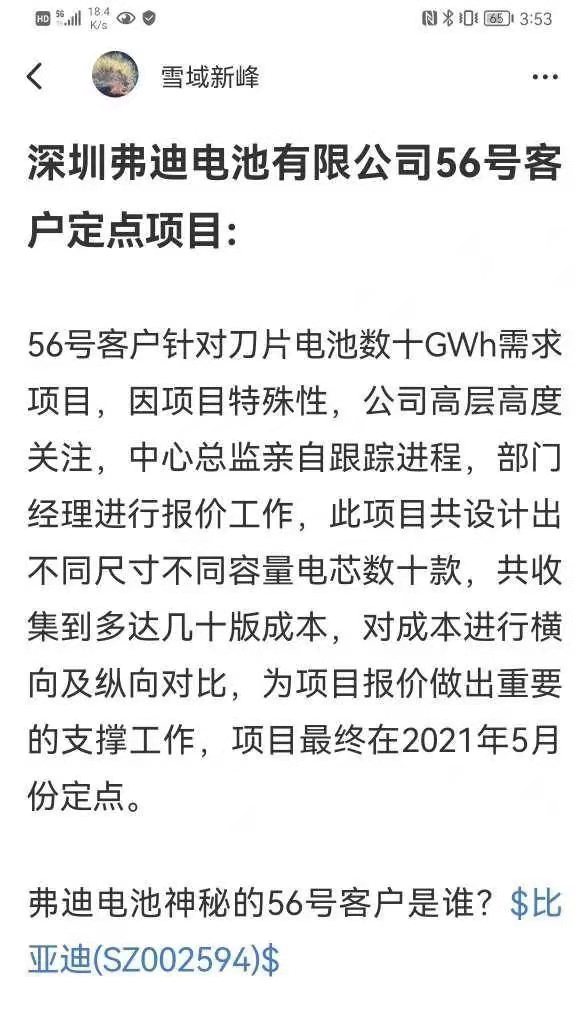 HD 5G 18.4 K/s 65 3:53
雪域新峰
深圳弗迪电池有限公司56号客
户定点项目:
56号客户针对刀片电池数十GWh需求
项目，因项目特殊性，公司高层高度
关注，中心总监亲自跟踪进程，部门
经理进行报价工作，此项目共设计出
不同尺寸不同容量电芯数十款，共收
集到多达几十版成本，对成本进行横
向及纵向对比，为项目报价做出重要
的支撑工作，项目最终在2021年5月
份定点。
弗迪电池神秘的56号客户是谁？$比
亚迪(SZ002594)$